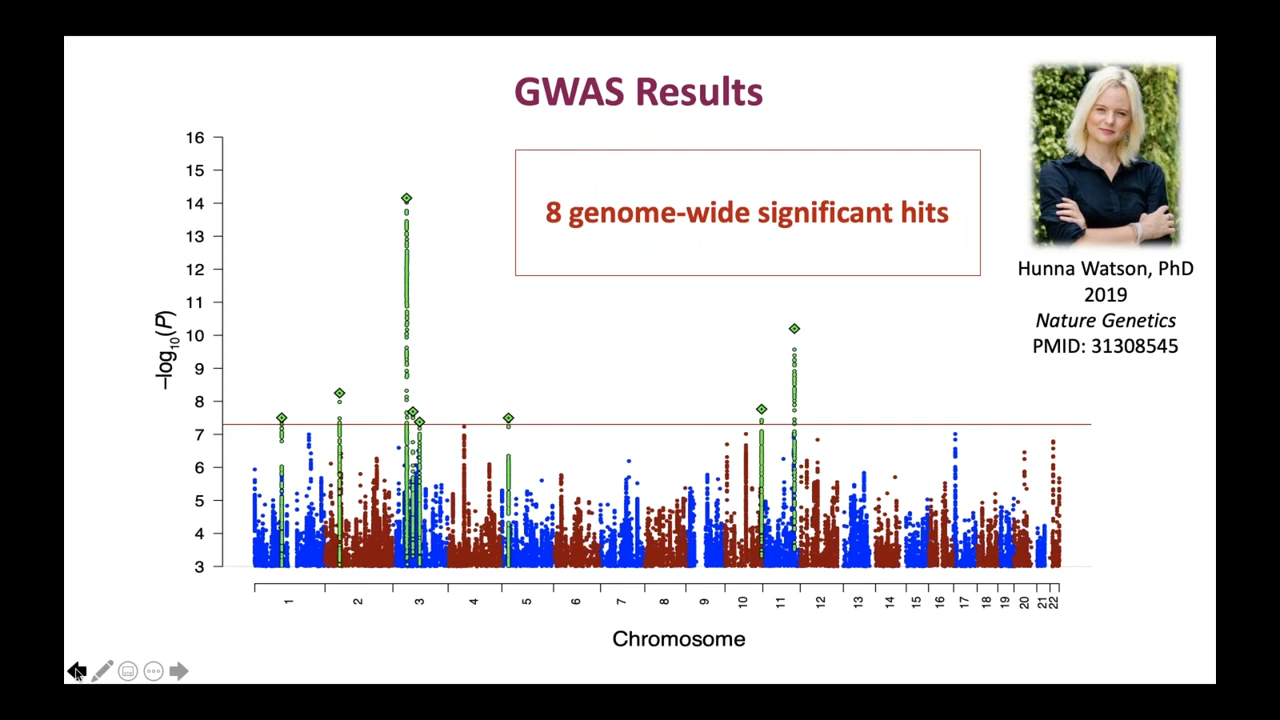 GWAS Results
8 genome-wide significant hits
Hunna Watson, PhD
2019
Nature Genetics
PMID: 31308545
16
15
14
13
12
11
10
9
8
7
6
5
4
3
−log10(P)
1 2 3 4 5 6 7 8 9 10 11 12 13 14 15 16 17 18 19 20 21 22
Chromosome